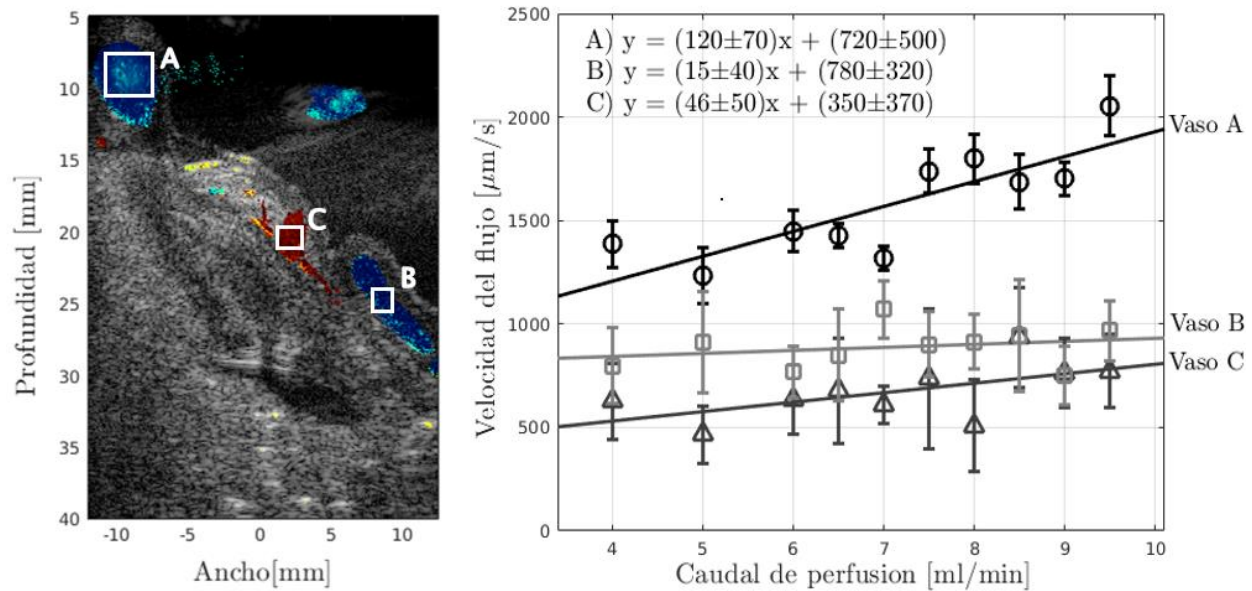 5
10
15
20
25
30
35
40
Profundidad [mm]
-10
-5
0
5
10
Ancho[mm]
A
C
B
2500
2000
1500
1000
500
0
Velocidad del flujo [μm/s]
A) y = (120±70)x + (720±500)
B) y = (15±40)x + (780±320)
C) y = (46±50)x + (350±370)
Vaso A
Vaso B
Vaso C
4
5
6
7
8
9
10
Caudal de perfusion [ml/min]